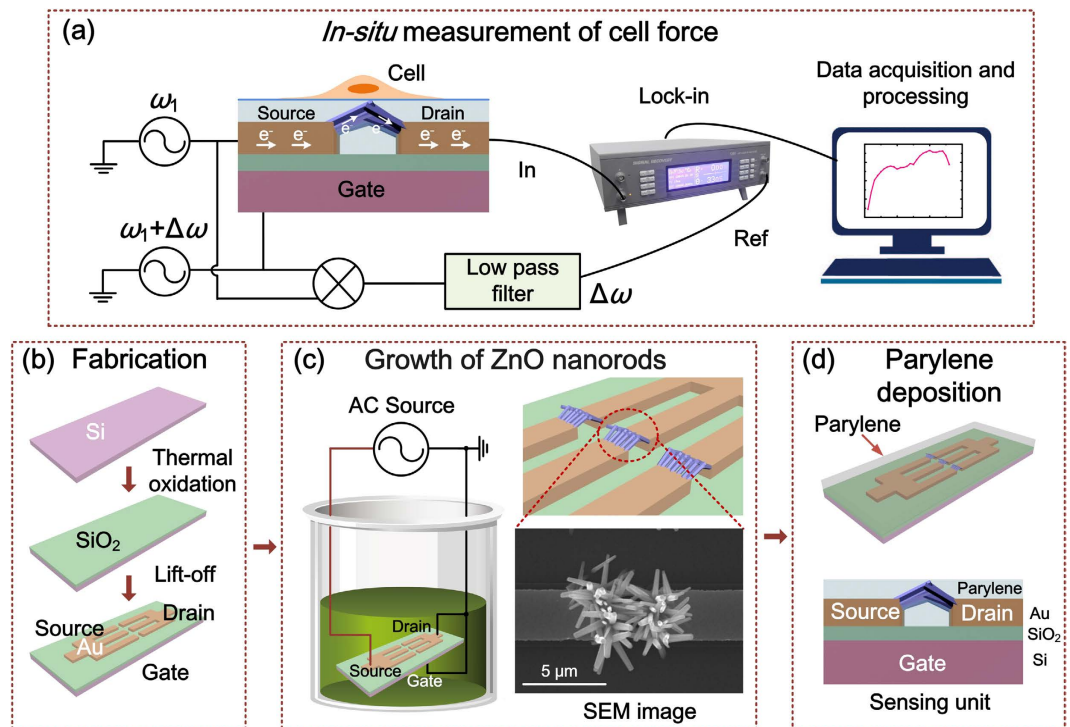 (a)
In-situ measurement of cell force
Cell
Source
Drain
e⁻ e⁻
e⁻ e⁻
e⁻ e⁻
Gate
ω₁
ω₁+Δω
In
Lock-in
Ref
Low pass
filter
Δω
Data acquisition and
processing
(b)
Fabrication
Si
Thermal
oxidation
SiO₂
Lift-off
Source
Drain
Au
Gate
(c)
Growth of ZnO nanorods
AC Source
Drain
Source
Gate
5 μm
SEM image
(d)
Parylene
deposition
Parylene
Parylene
Source
Drain
Au
SiO₂
Gate
Si
Sensing unit